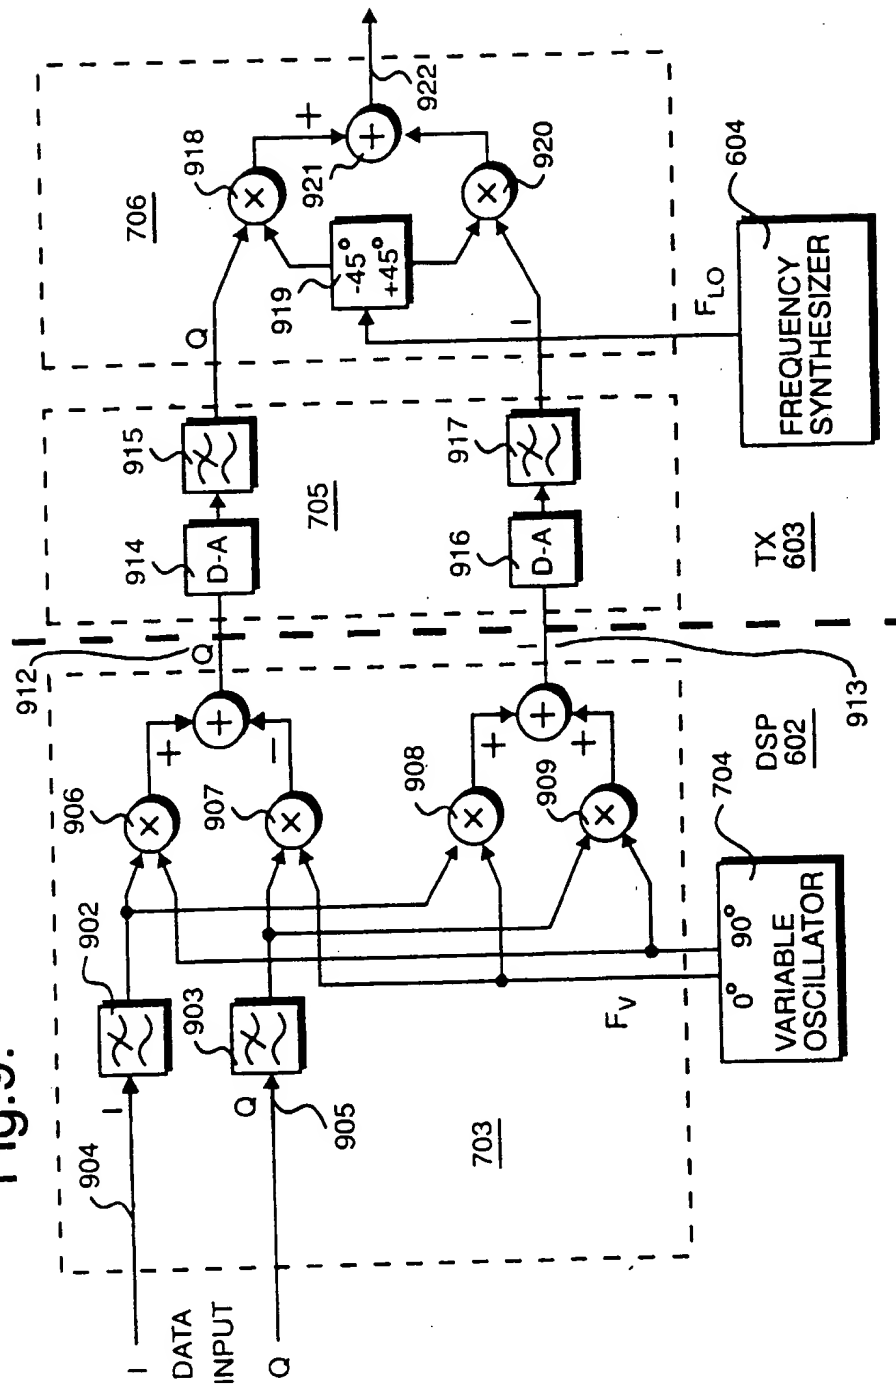 Fig.9.
I
DATA
INPUT
Q
904
I
902
906
Q
903
905
907
703
908
909
+
−
+
+
×
×
×
×
+
+
912
Q
I
913
F_V
0° 90°
VARIABLE
OSCILLATOR
704
DSP
602
914
D-A
915
705
916
D-A
917
TX
603
Q
I
706
918
×
919
-45°
+45°
+
921
+
922
×
920
F_LO
FREQUENCY
SYNTHESIZER
604